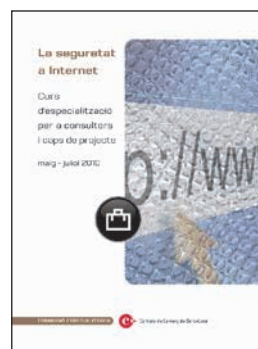 La seguretat
a Internet
Curs
d'especialització
per a consultors
i caps de projecte
maig - juliol 2010
p://www